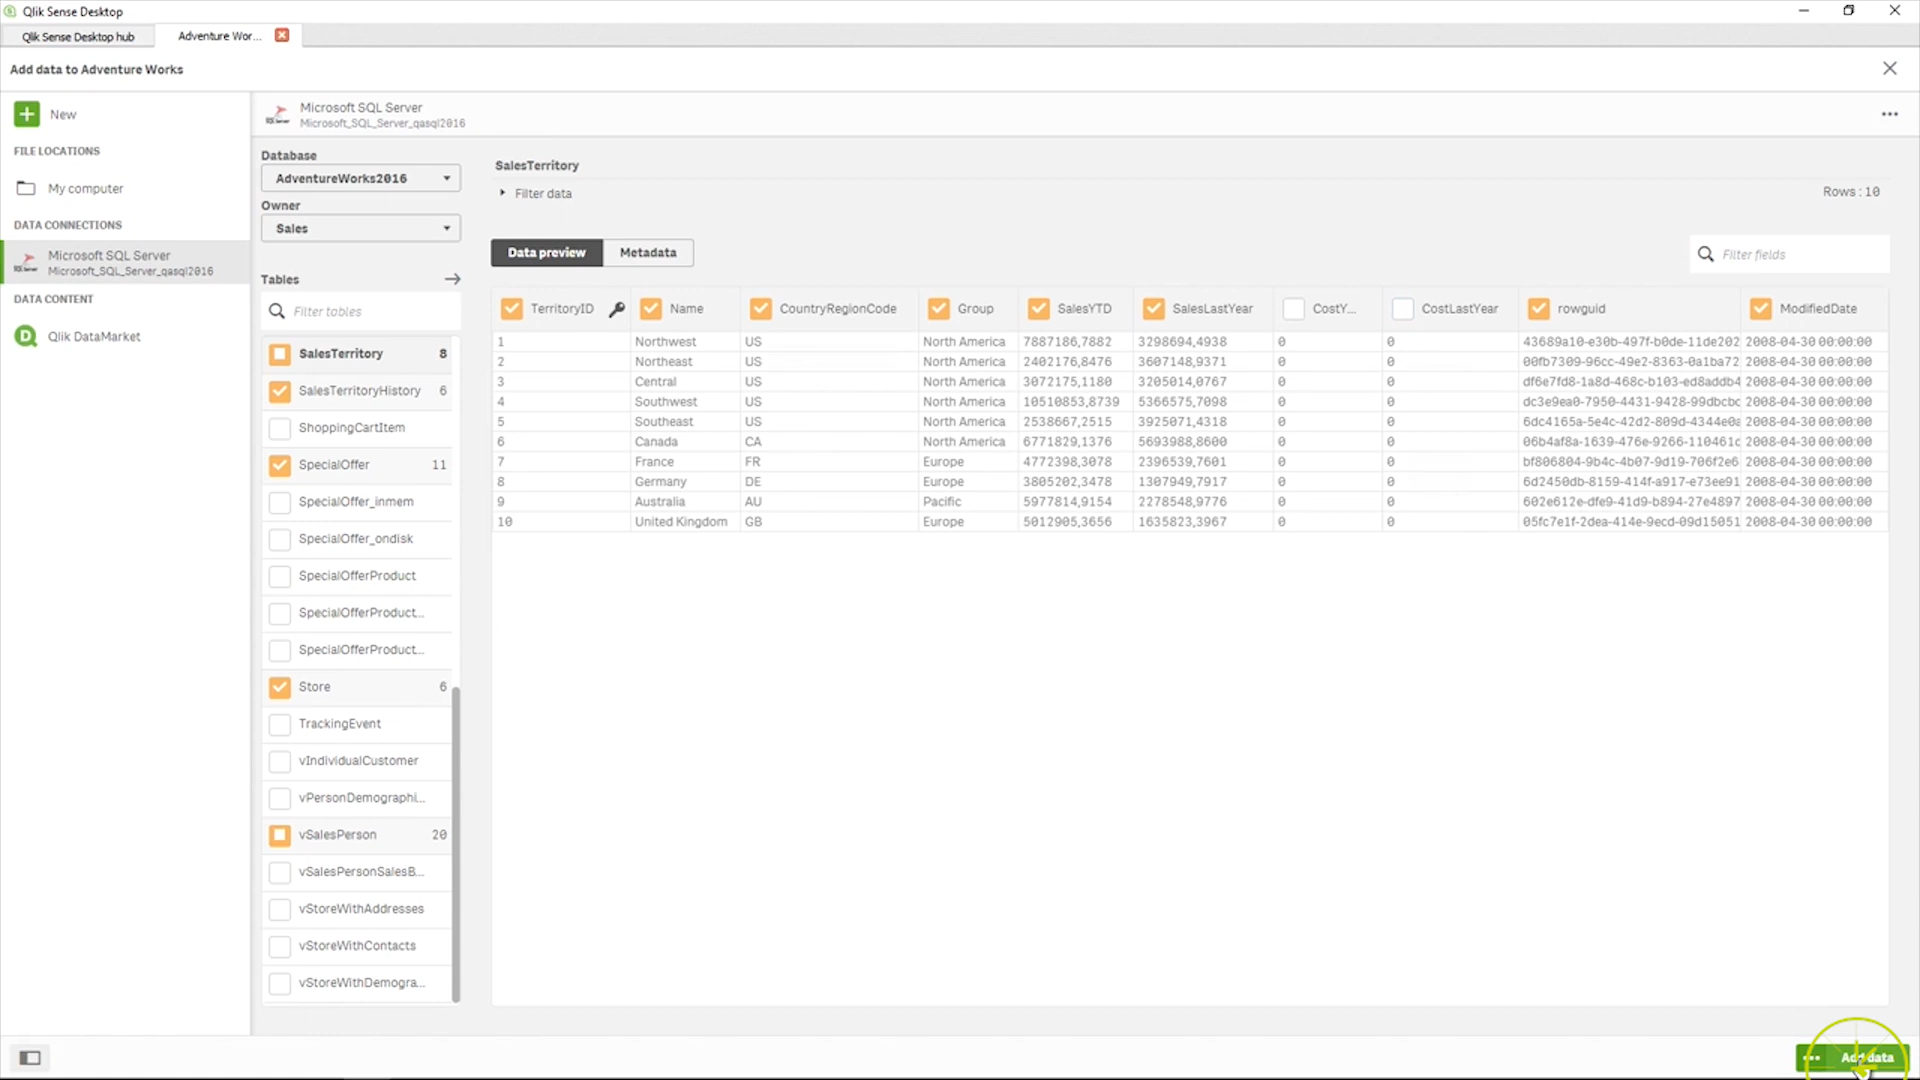 Qlik Sense Desktop
Qlik Sense Desktop hub
Adventure Wor...
Add data to Adventure Works
New
FILE LOCATIONS
My computer
DATA CONNECTIONS
Microsoft SQL Server
Microsoft_SQL_Server_qasql2016
DATA CONTENT
Qlik DataMarket
Microsoft SQL Server
Microsoft_SQL_Server_qasql2016
Database
AdventureWorks2016
Owner
Sales
Tables
Filter tables
SalesTerritory 8
SalesTerritoryHistory 6
ShoppingCartItem
SpecialOffer 11
SpecialOffer_inmem
SpecialOffer_ondisk
SpecialOfferProduct
SpecialOfferProduct...
SpecialOfferProduct...
Store 6
TrackingEvent
vIndividualCustomer
vPersonDemographi...
vSalesPerson 20
vSalesPersonSalesB...
vStoreWithAddresses
vStoreWithContacts
vStoreWithDemogra...
SalesTerritory
Filter data
Rows : 10
Data preview Metadata
Filter fields
TerritoryID Name CountryRegionCode Group SalesYTD SalesLastYear CostY... CostLastYear rowguid ModifiedDate
1 Northwest US North America 7887186,7882 3298694,4938 0 0 43689a10-e30b-497f-b0de-11de202 2008-04-30 00:00:00
2 Northeast US North America 2402176,8476 3607148,9371 0 0 00fb7309-96cc-49e2-8363-0a1ba72 2008-04-30 00:00:00
3 Central US North America 3072175,1180 3205014,0767 0 0 df6e7fd8-1a8d-468c-b103-ed8addb4 2008-04-30 00:00:00
4 Southwest US North America 10510853,8739 5366575,7098 0 0 dc3e9ea0-7950-4431-9428-99dbcbc 2008-04-30 00:00:00
5 Southeast US North America 2538667,2515 3925071,4318 0 0 6dc4165a-5e4c-42d2-809d-4344e0a 2008-04-30 00:00:00
6 Canada CA North America 6771829,1376 5693988,8600 0 0 06b4af8a-1639-476e-9266-110461c 2008-04-30 00:00:00
7 France FR Europe 4772398,3078 2396539,7601 0 0 bf806804-9b4c-4b07-9d19-706f2e6 2008-04-30 00:00:00
8 Germany DE Europe 3805202,3478 1307949,7917 0 0 6d2450db-8159-414f-a917-e73ee91 2008-04-30 00:00:00
9 Australia AU Pacific 5977814,9154 2278548,9776 0 0 602e612e-dfe9-41d9-b894-27e4897 2008-04-30 00:00:00
10 United Kingdom GB Europe 5012905,3656 1635823,3967 0 0 05fc7e1f-2dea-414e-9ecd-09d15051 2008-04-30 00:00:00
Add data